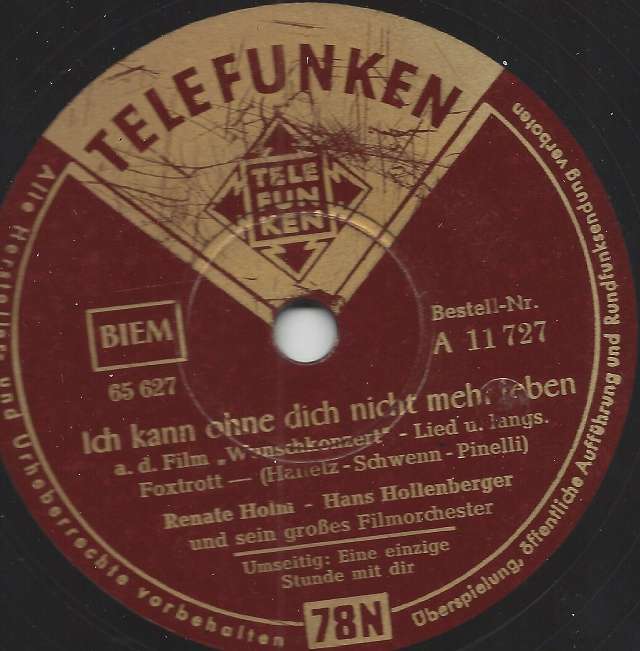 TELEFUNKEN
TELE
FUN
KEN
BIEM
65 627
Bestell-Nr.
A 11 727
Ich kann ohne dich nicht mehr leben
a. d. Film „Wunschkonzert" - Lied u. langs.
Foxtrott — (Haneiz - Schwenn - Pinelli)
Renate Holm - Hans Hollenberger
und sein großes Filmorchester
Umseitig: Eine einzige
Stunde mit dir
78N
Alle Hersteller- und Urheberrechte vorbehalten
Überspielung, öffentliche Aufführung und Rundfunksendung verboten